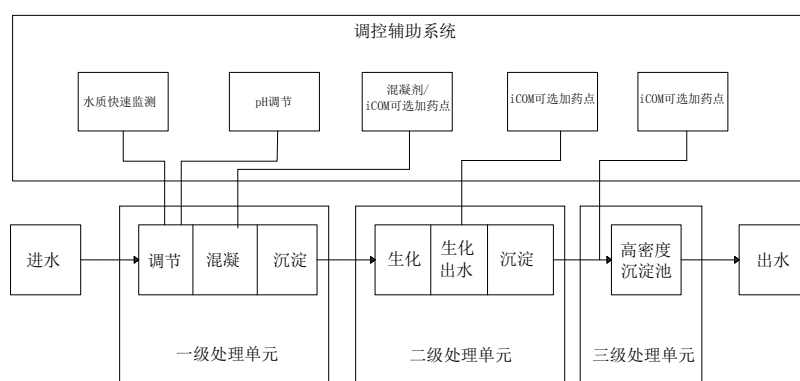 调控辅助系统
水质快速监测
pH调节
混凝剂/
iCOM可选加药点
iCOM可选加药点
iCOM可选加药点
进水
调节
混凝
沉淀
生化
生化
出水
沉淀
高密度
沉淀池
出水
一级处理单元
二级处理单元
三级处理单元